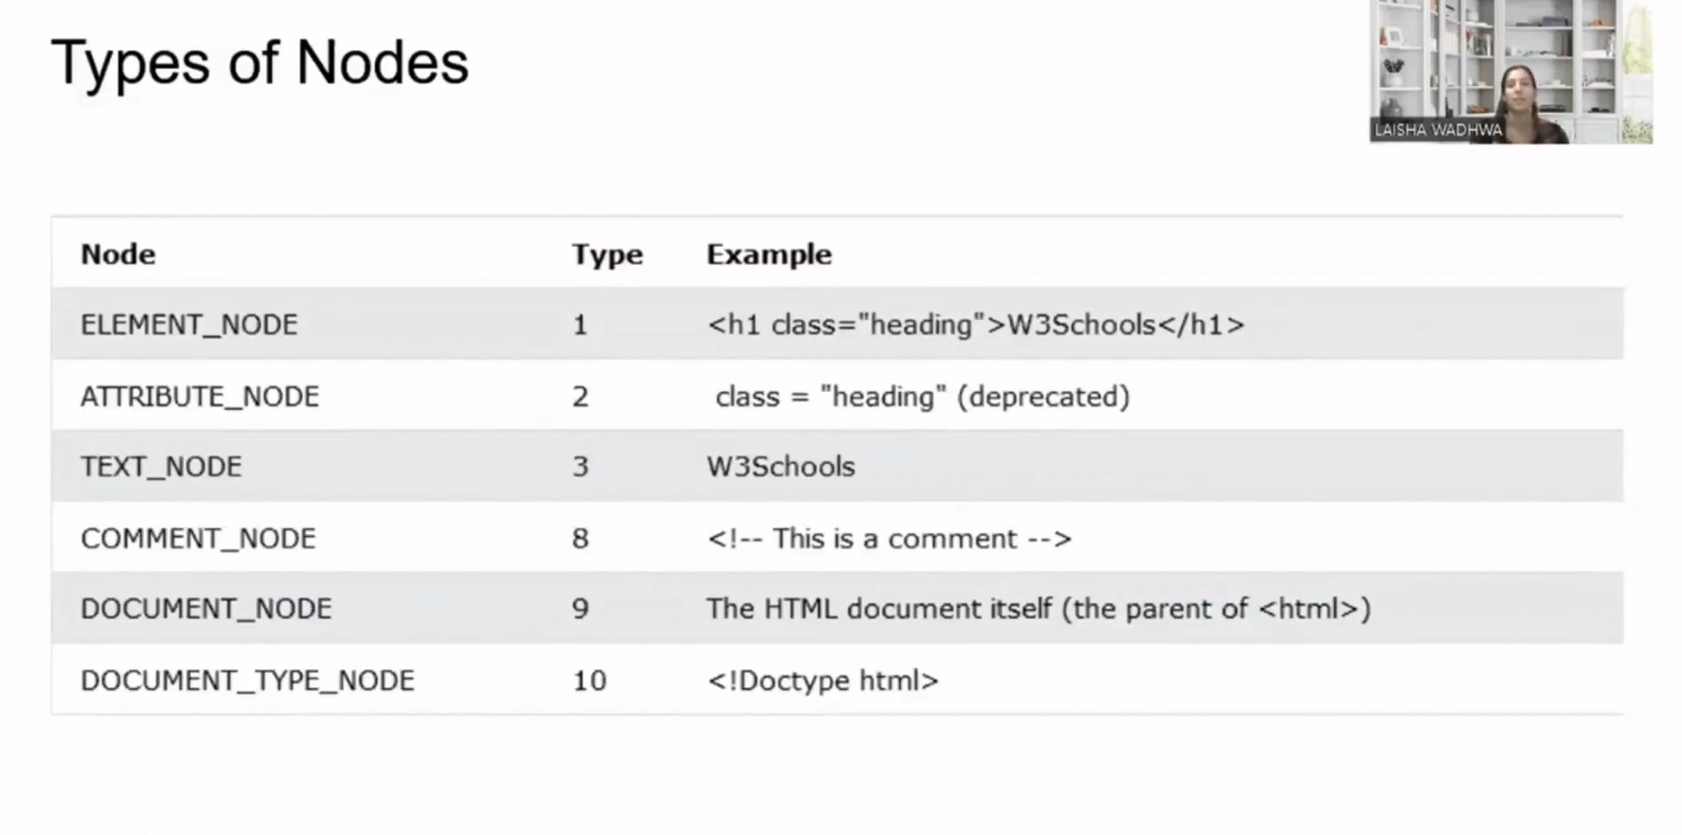 Types of Nodes
LAISHA WADHWA
Node Type Example
ELEMENT_NODE 1 <h1 class="heading">W3Schools</h1>
ATTRIBUTE_NODE 2 class = "heading" (deprecated)
TEXT_NODE 3 W3Schools
COMMENT_NODE 8 <!-- This is a comment -->
DOCUMENT_NODE 9 The HTML document itself (the parent of <html>)
DOCUMENT_TYPE_NODE 10 <!Doctype html>